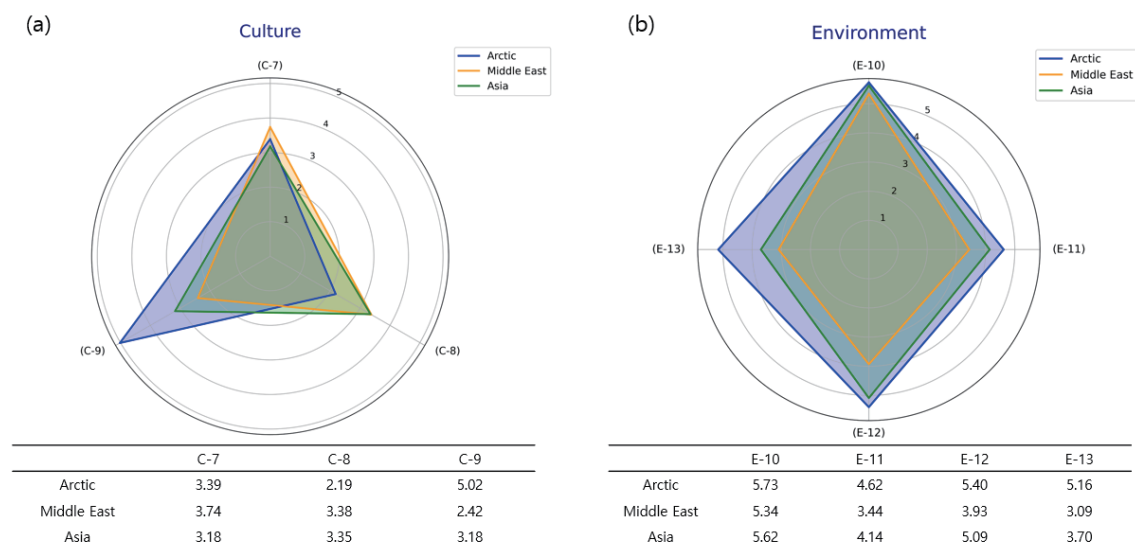 (a)
Culture
Arctic
Middle East
Asia
(C-7)
5
4
3
2
1
(C-9)
(C-8)
C-7 C-8 C-9
Arctic 3.39 2.19 5.02
Middle East 3.74 3.38 2.42
Asia 3.18 3.35 3.18
(b)
Environment
Arctic
Middle East
Asia
(E-10)
5
4
3
2
1
(E-13)
(E-11)
(E-12)
E-10 E-11 E-12 E-13
Arctic 5.73 4.62 5.40 5.16
Middle East 5.34 3.44 3.93 3.09
Asia 5.62 4.14 5.09 3.70